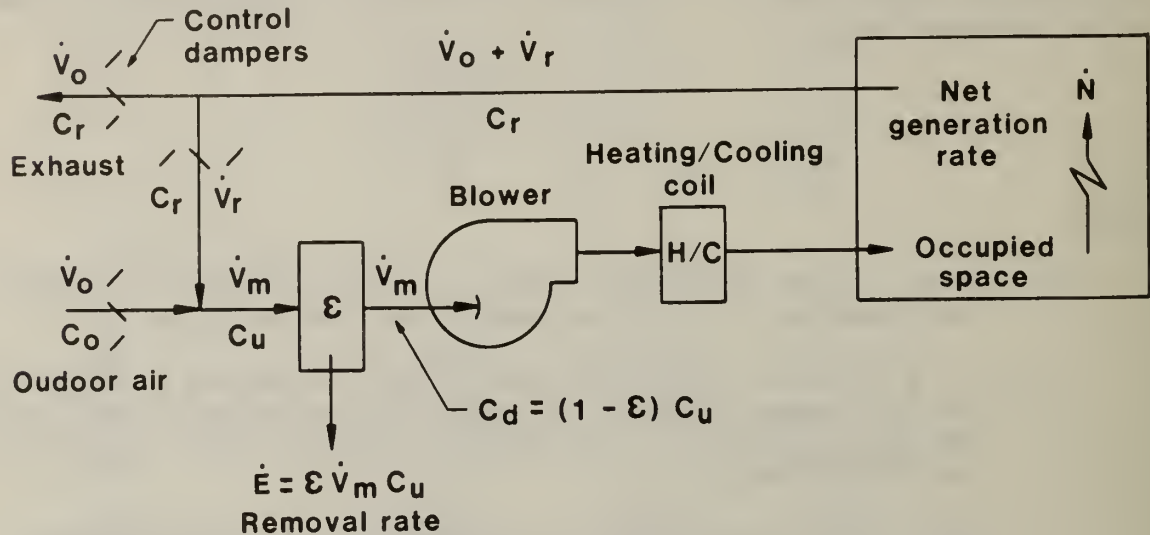 Control
dampers
V̇o
V̇o + V̇r
Cr
Cr
Exhaust
Net
generation
rate
Ṅ
Cr
V̇r
Heating/Cooling
coil
Blower
H/C
Occupied
space
V̇o
Co
Oudoor air
V̇m
Cu
ε
V̇m
Cd = (1 - ε) Cu
Ė = ε V̇m Cu
Removal rate